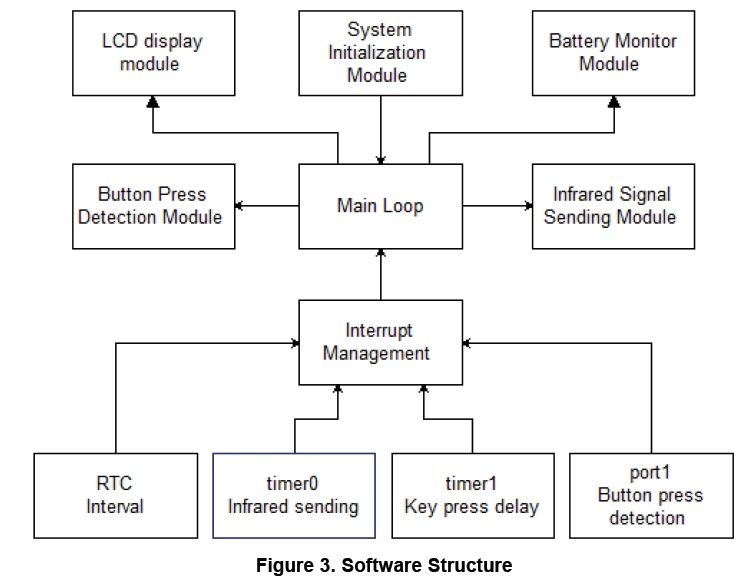 LCD display
module
System
Initialization
Module
Battery Monitor
Module
Button Press
Detection Module
Main Loop
Infrared Signal
Sending Module
Interrupt
Management
RTC
Interval
timer0
Infrared sending
timer1
Key press delay
port1
Button press
detection
Figure 3. Software Structure